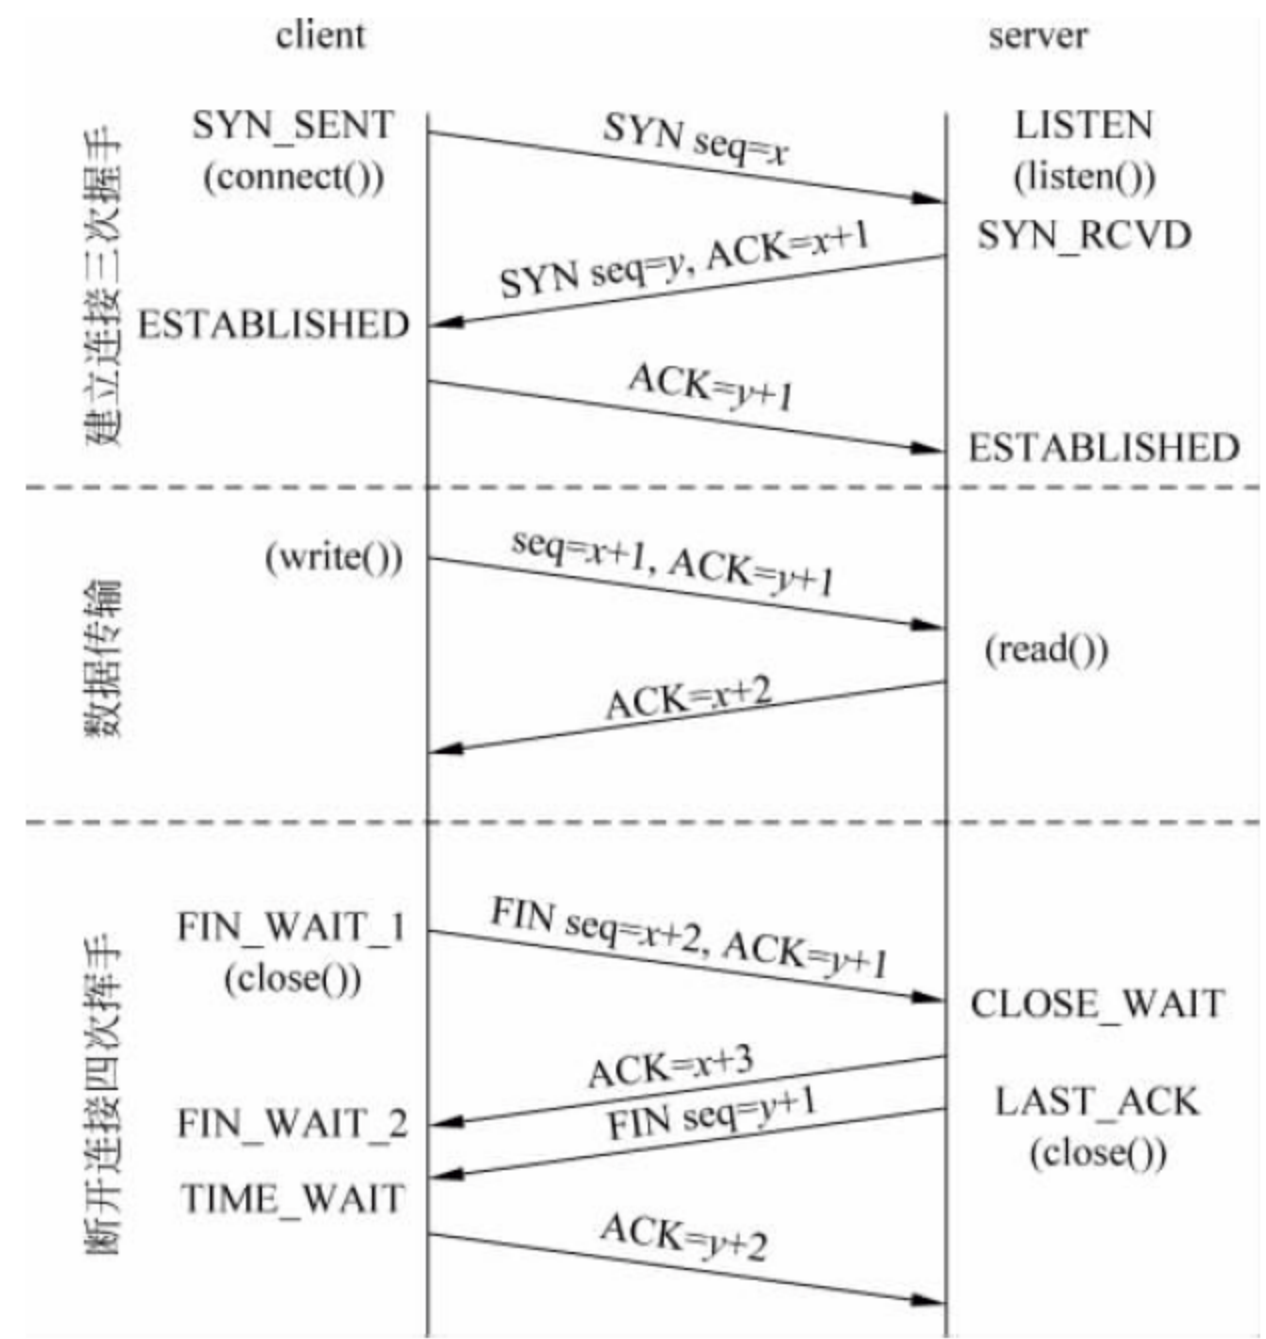 client
server
建立连接三次握手
SYN_SENT
(connect())
SYN seq=x
LISTEN
(listen())
SYN_RCVD
SYN seq=y, ACK=x+1
ESTABLISHED
ACK=y+1
ESTABLISHED
数据传输
(write())
seq=x+1, ACK=y+1
(read())
ACK=x+2
断开连接四次挥手
FIN_WAIT_1
(close())
FIN seq=x+2, ACK=y+1
CLOSE_WAIT
ACK=x+3
FIN_WAIT_2
FIN seq=y+1
LAST_ACK
(close())
TIME_WAIT
ACK=y+2